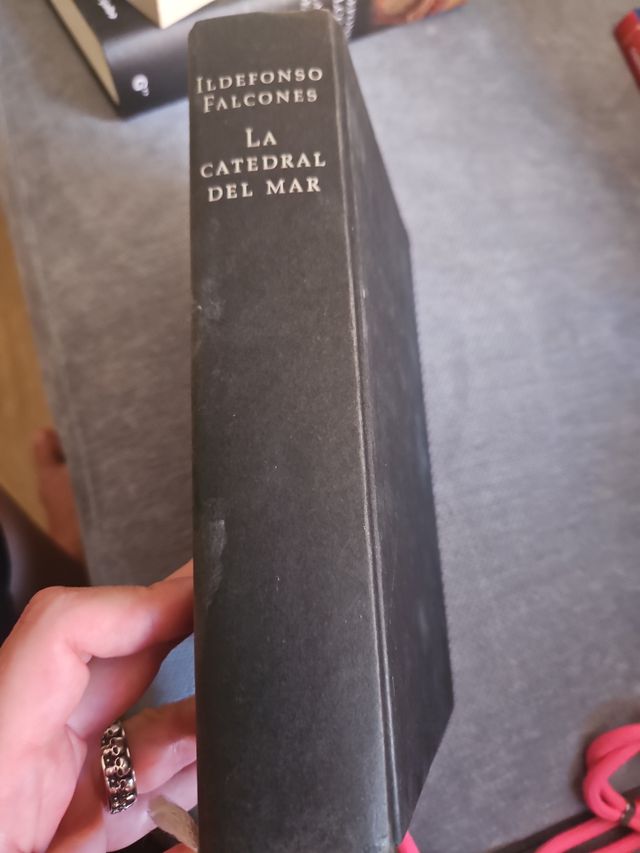 ILDEFONSO
FALCONES
LA
CATEDRAL
DEL MAR